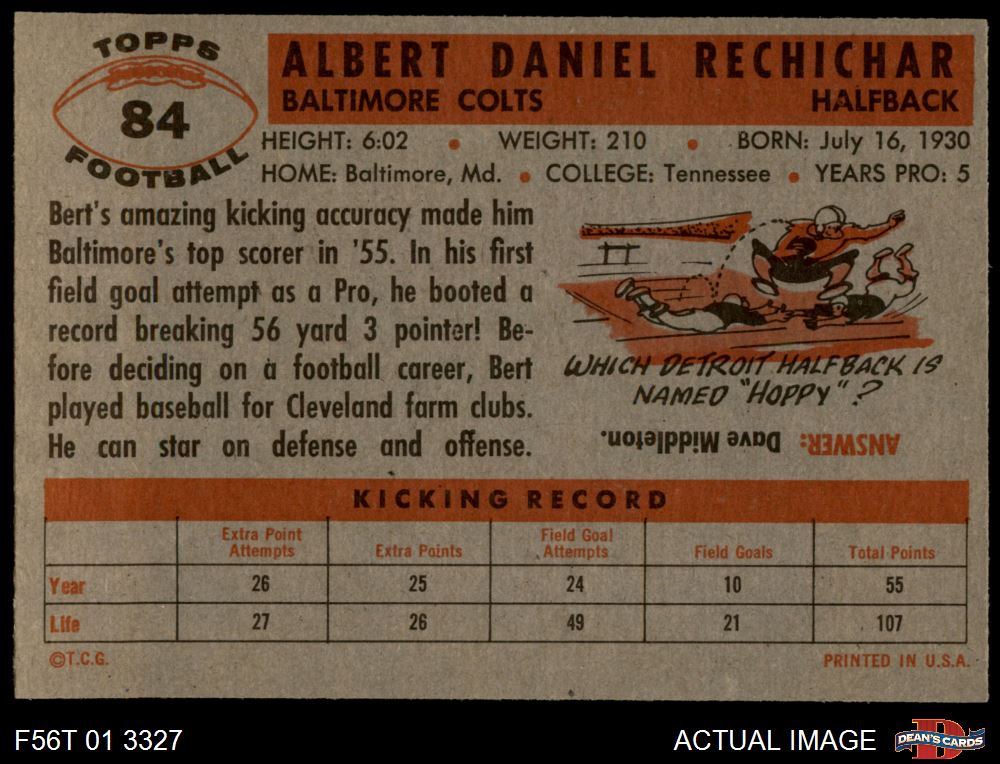 TOPPS
84
FOOTBALL
ALBERT DANIEL RECHICHAR
BALTIMORE COLTS HALFBACK
HEIGHT: 6:02 • WEIGHT: 210 • BORN: July 16, 1930
HOME: Baltimore, Md. • COLLEGE: Tennessee • YEARS PRO: 5
Bert's amazing kicking accuracy made him
Baltimore's top scorer in '55. In his first
field goal attempt as a Pro, he booted a
record breaking 56 yard 3 pointer! Be-
fore deciding on a football career, Bert
played baseball for Cleveland farm clubs.
He can star on defense and offense.
WHICH DETROIT HALFBACK IS
NAMED "HOPPY"?
ANSWER: Dave Middleton.
KICKING RECORD
Extra Point Attempts Extra Points Field Goal Attempts Field Goals Total Points
Year 26 25 24 10 55
Life 27 26 49 21 107
©T.C.G. PRINTED IN U.S.A.
F56T 01 3327 ACTUAL IMAGE DEAN'S CARDS